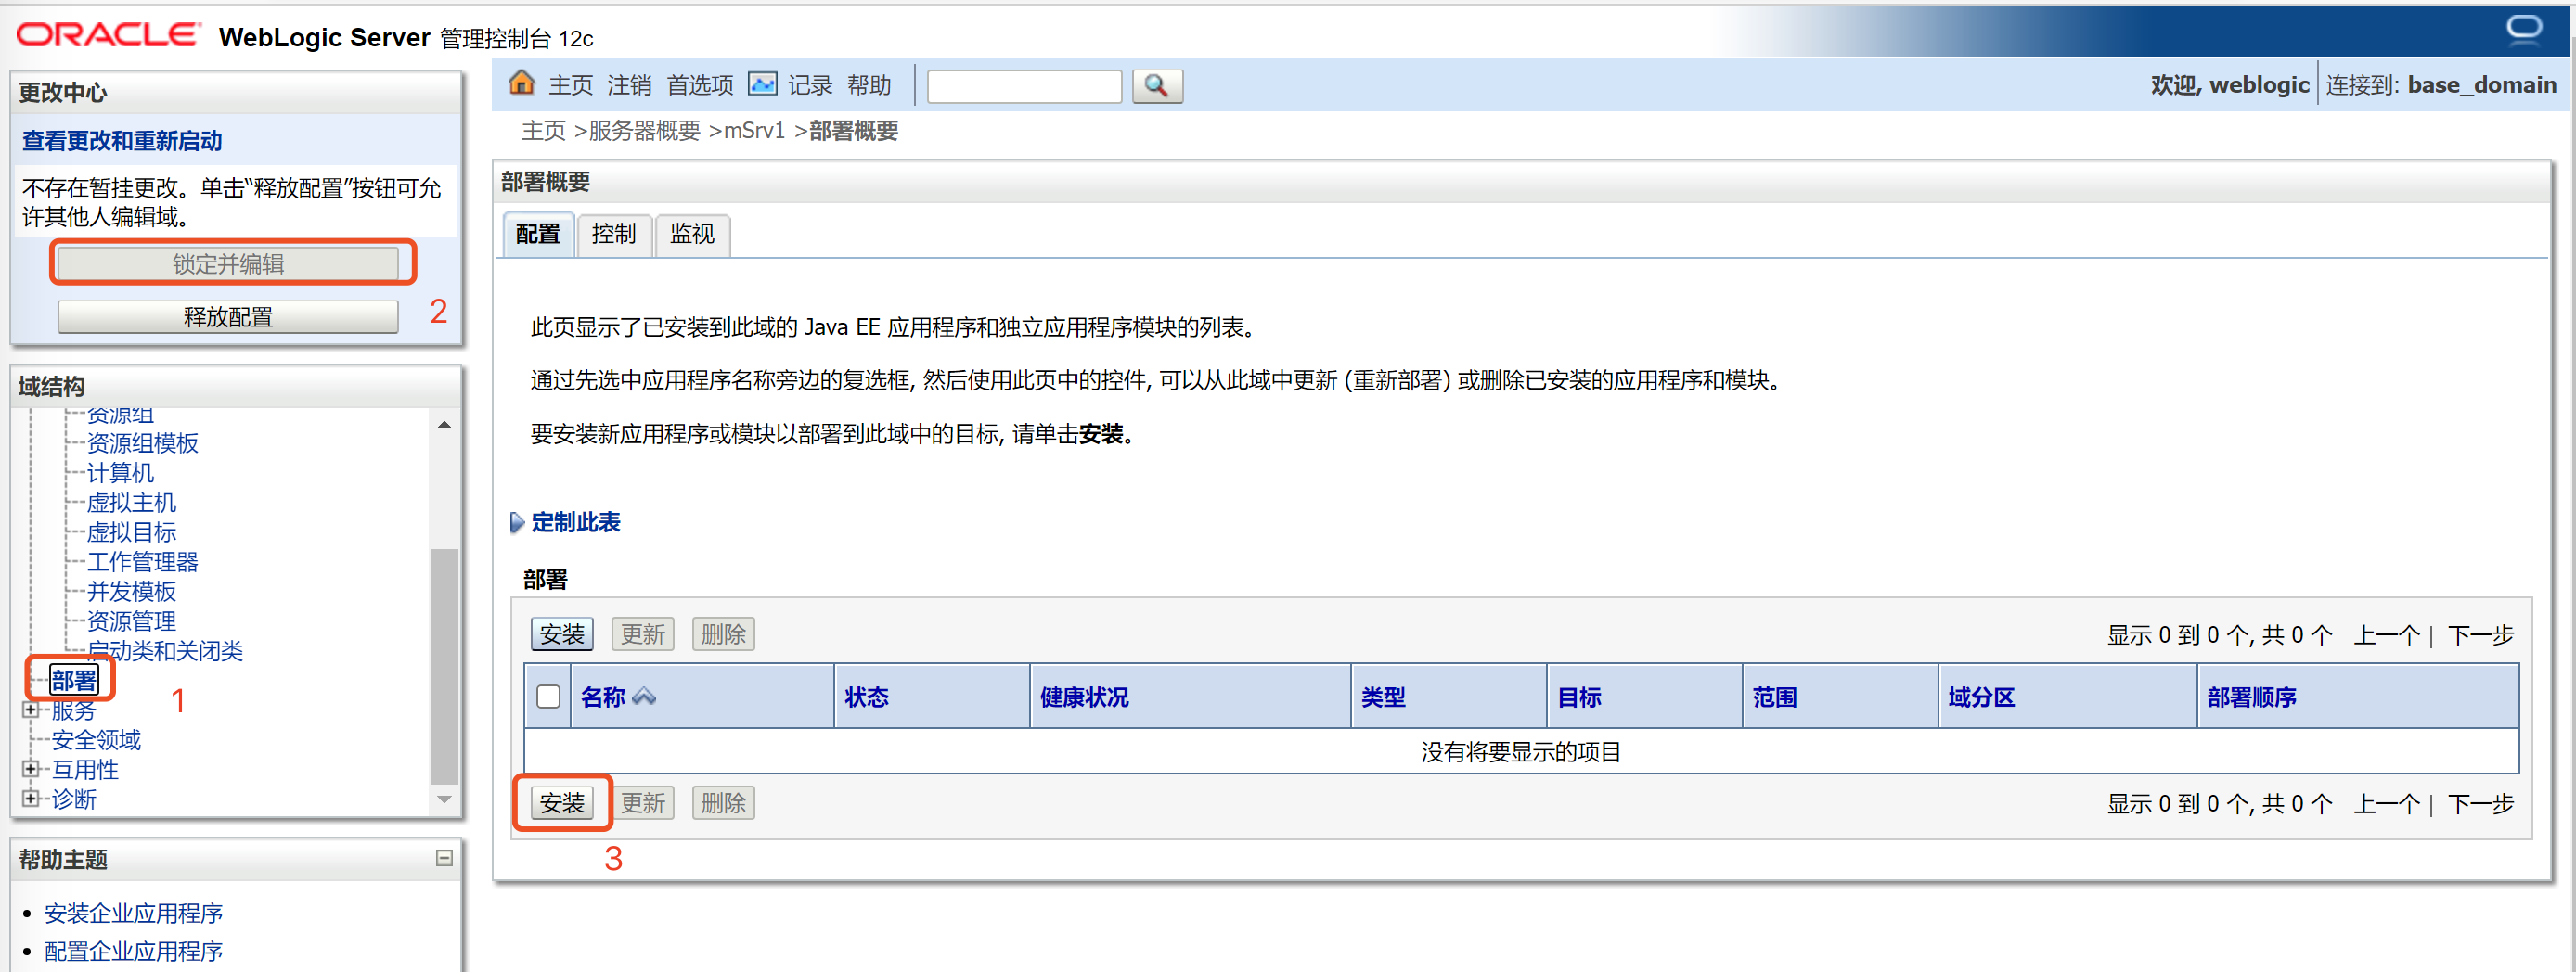 ORACLE WebLogic Server 管理控制台 12c
更改中心
查看更改和重新启动
不存在暂挂更改。单击“释放配置”按钮可允
许其他人编辑域。
锁定并编辑
释放配置
2
域结构
资源组
资源组模板
计算机
虚拟主机
虚拟目标
工作管理器
并发模板
资源管理
启动类和关闭类
部署
1
服务
安全领域
互用性
诊断
帮助主题
安装企业应用程序
配置企业应用程序
主页 注销 首选项 记录 帮助
欢迎, weblogic 连接到: base_domain
主页 >服务器概要 >mSrv1 >部署概要
部署概要
配置 控制 监视
此页显示了已安装到此域的 Java EE 应用程序和独立应用程序模块的列表。
通过先选中应用程序名称旁边的复选框, 然后使用此页中的控件, 可以从此域中更新 (重新部署) 或删除已安装的应用程序和模块。
要安装新应用程序或模块以部署到此域中的目标, 请单击安装。
定制此表
部署
安装 更新 删除 显示 0 到 0 个, 共 0 个 上一个 | 下一步
名称 状态 健康状况 类型 目标 范围 域分区 部署顺序
没有将要显示的项目
安装 更新 删除 显示 0 到 0 个, 共 0 个 上一个 | 下一步
3